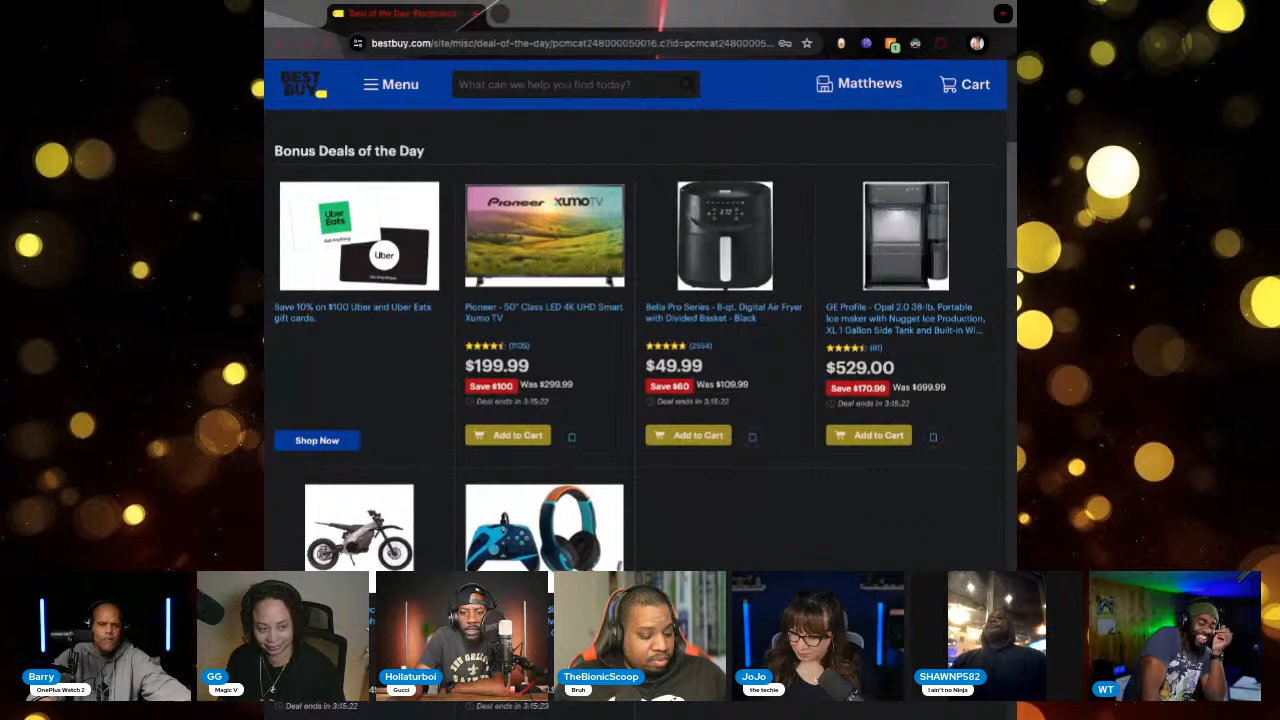 Deal of the Day: Electronics
bestbuy.com/site/misc/deal-of-the-day/pcmcat248000050016.c?id=pcmcat24800005...
BEST BUY
Menu
What can we help you find today?
Matthews
Cart
Bonus Deals of the Day
Uber Eats
Get Anything
Uber
Go Anywhere
Save 10% on $100 Uber and Uber Eats
gift cards.
Shop Now
Pioneer xumoTV
Pioneer - 50" Class LED 4K UHD Smart
Xumo TV
(1105)
$199.99
Save $100 Was $299.99
Deal ends in 3:15:22
Add to Cart
Bella Pro Series - 8-qt. Digital Air Fryer
with Divided Basket - Black
(2554)
$49.99
Save $60 Was $109.99
Deal ends in 3:15:22
Add to Cart
GE Profile - Opal 2.0 38-lb. Portable
Ice maker with Nugget Ice Production,
XL 1 Gallon Side Tank and Built-in Wi...
(81)
$529.00
Save $170.99 Was $699.99
Deal ends in 3:15:22
Add to Cart
Barry
OnePlus Watch 2
GG
Magic V
Hollaturboi
Gucci
TheBionicScoop
Bruh
JoJo
the techie
SHAWNP582
I ain't no Ninja
WT
Deal ends in 3:15:22
Deal ends in 3:15:23